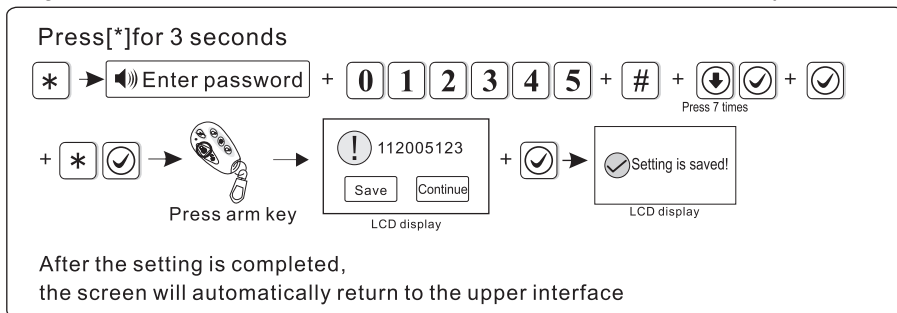 Press[*]for 3 seconds
* Enter password + 0 1 2 3 4 5 + # + +
Press 7 times
+ *
! 112005123 + Setting is saved!
Save Continue
Press arm key
LCD display LCD display
After the setting is completed,
the screen will automatically return to the upper interface